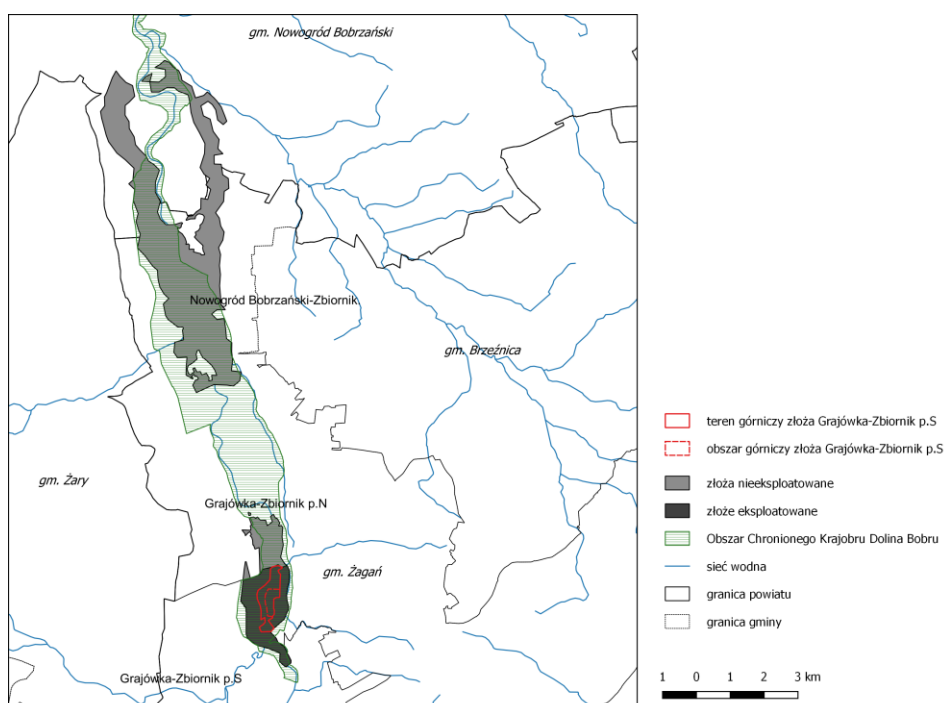 gm. Nowogród Bobrzański
Nowogród Bobrzański-Zbiornik
gm. Brzeźnica
gm. Żary
Grajówka-Zbiornik p.N
gm. Żagań
Grajówka-Zbiornik p.S
teren górniczy złoża Grajówka-Zbiornik p.S
obszar górniczy złoża Grajówka-Zbiornik p.S
złoża nieeksploatowane
złoże eksploatowane
Obszar Chronionego Krajobru Dolina Bobru
sieć wodna
granica powiatu
granica gminy
1 0 1 2 3 km